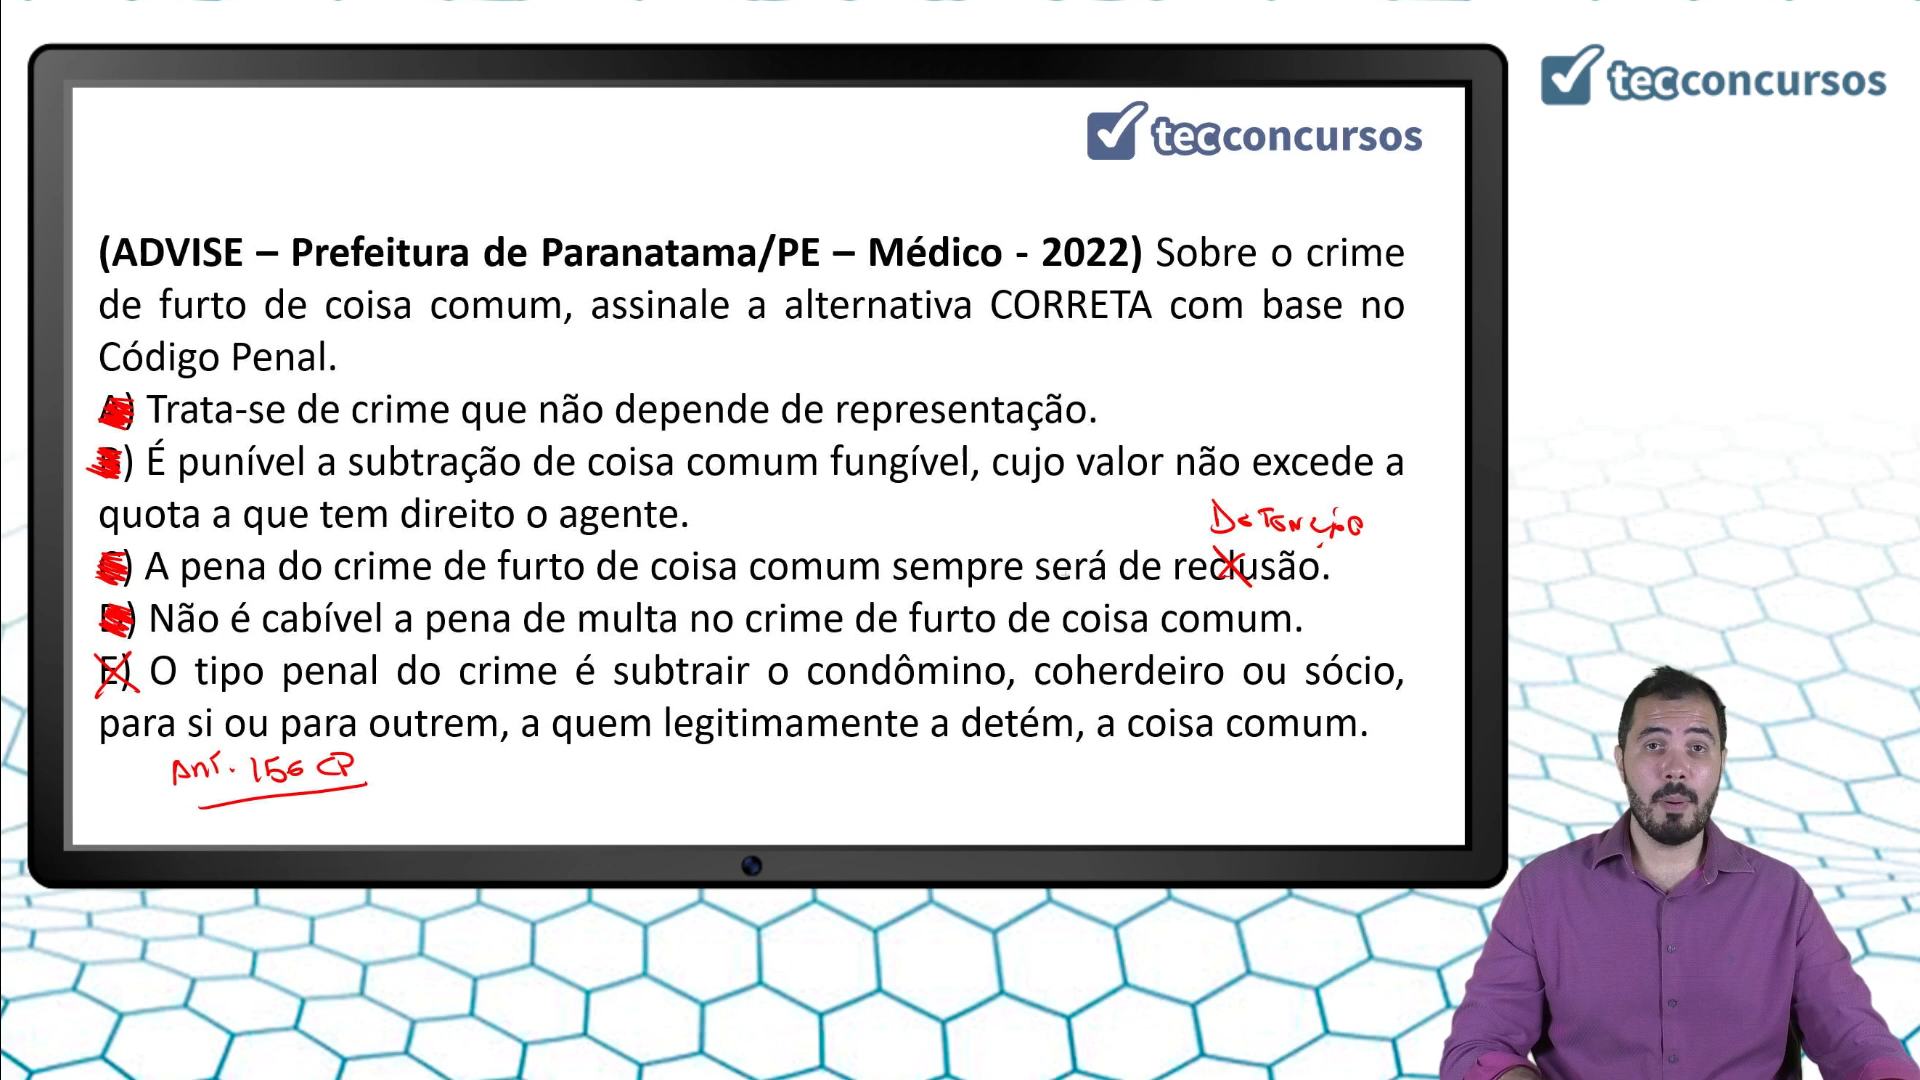 tecconcursos
tecconcursos
(ADVISE – Prefeitura de Paranatama/PE – Médico - 2022) Sobre o crime
de furto de coisa comum, assinale a alternativa CORRETA com base no
Código Penal.
A) Trata-se de crime que não depende de representação.
) É punível a subtração de coisa comum fungível, cujo valor não excede a
quota a que tem direito o agente.
DETENÇÃO
) A pena do crime de furto de coisa comum sempre será de reclusão.
) Não é cabível a pena de multa no crime de furto de coisa comum.
E) O tipo penal do crime é subtrair o condômino, coherdeiro ou sócio,
para si ou para outrem, a quem legitimamente a detém, a coisa comum.
ART. 156 CP